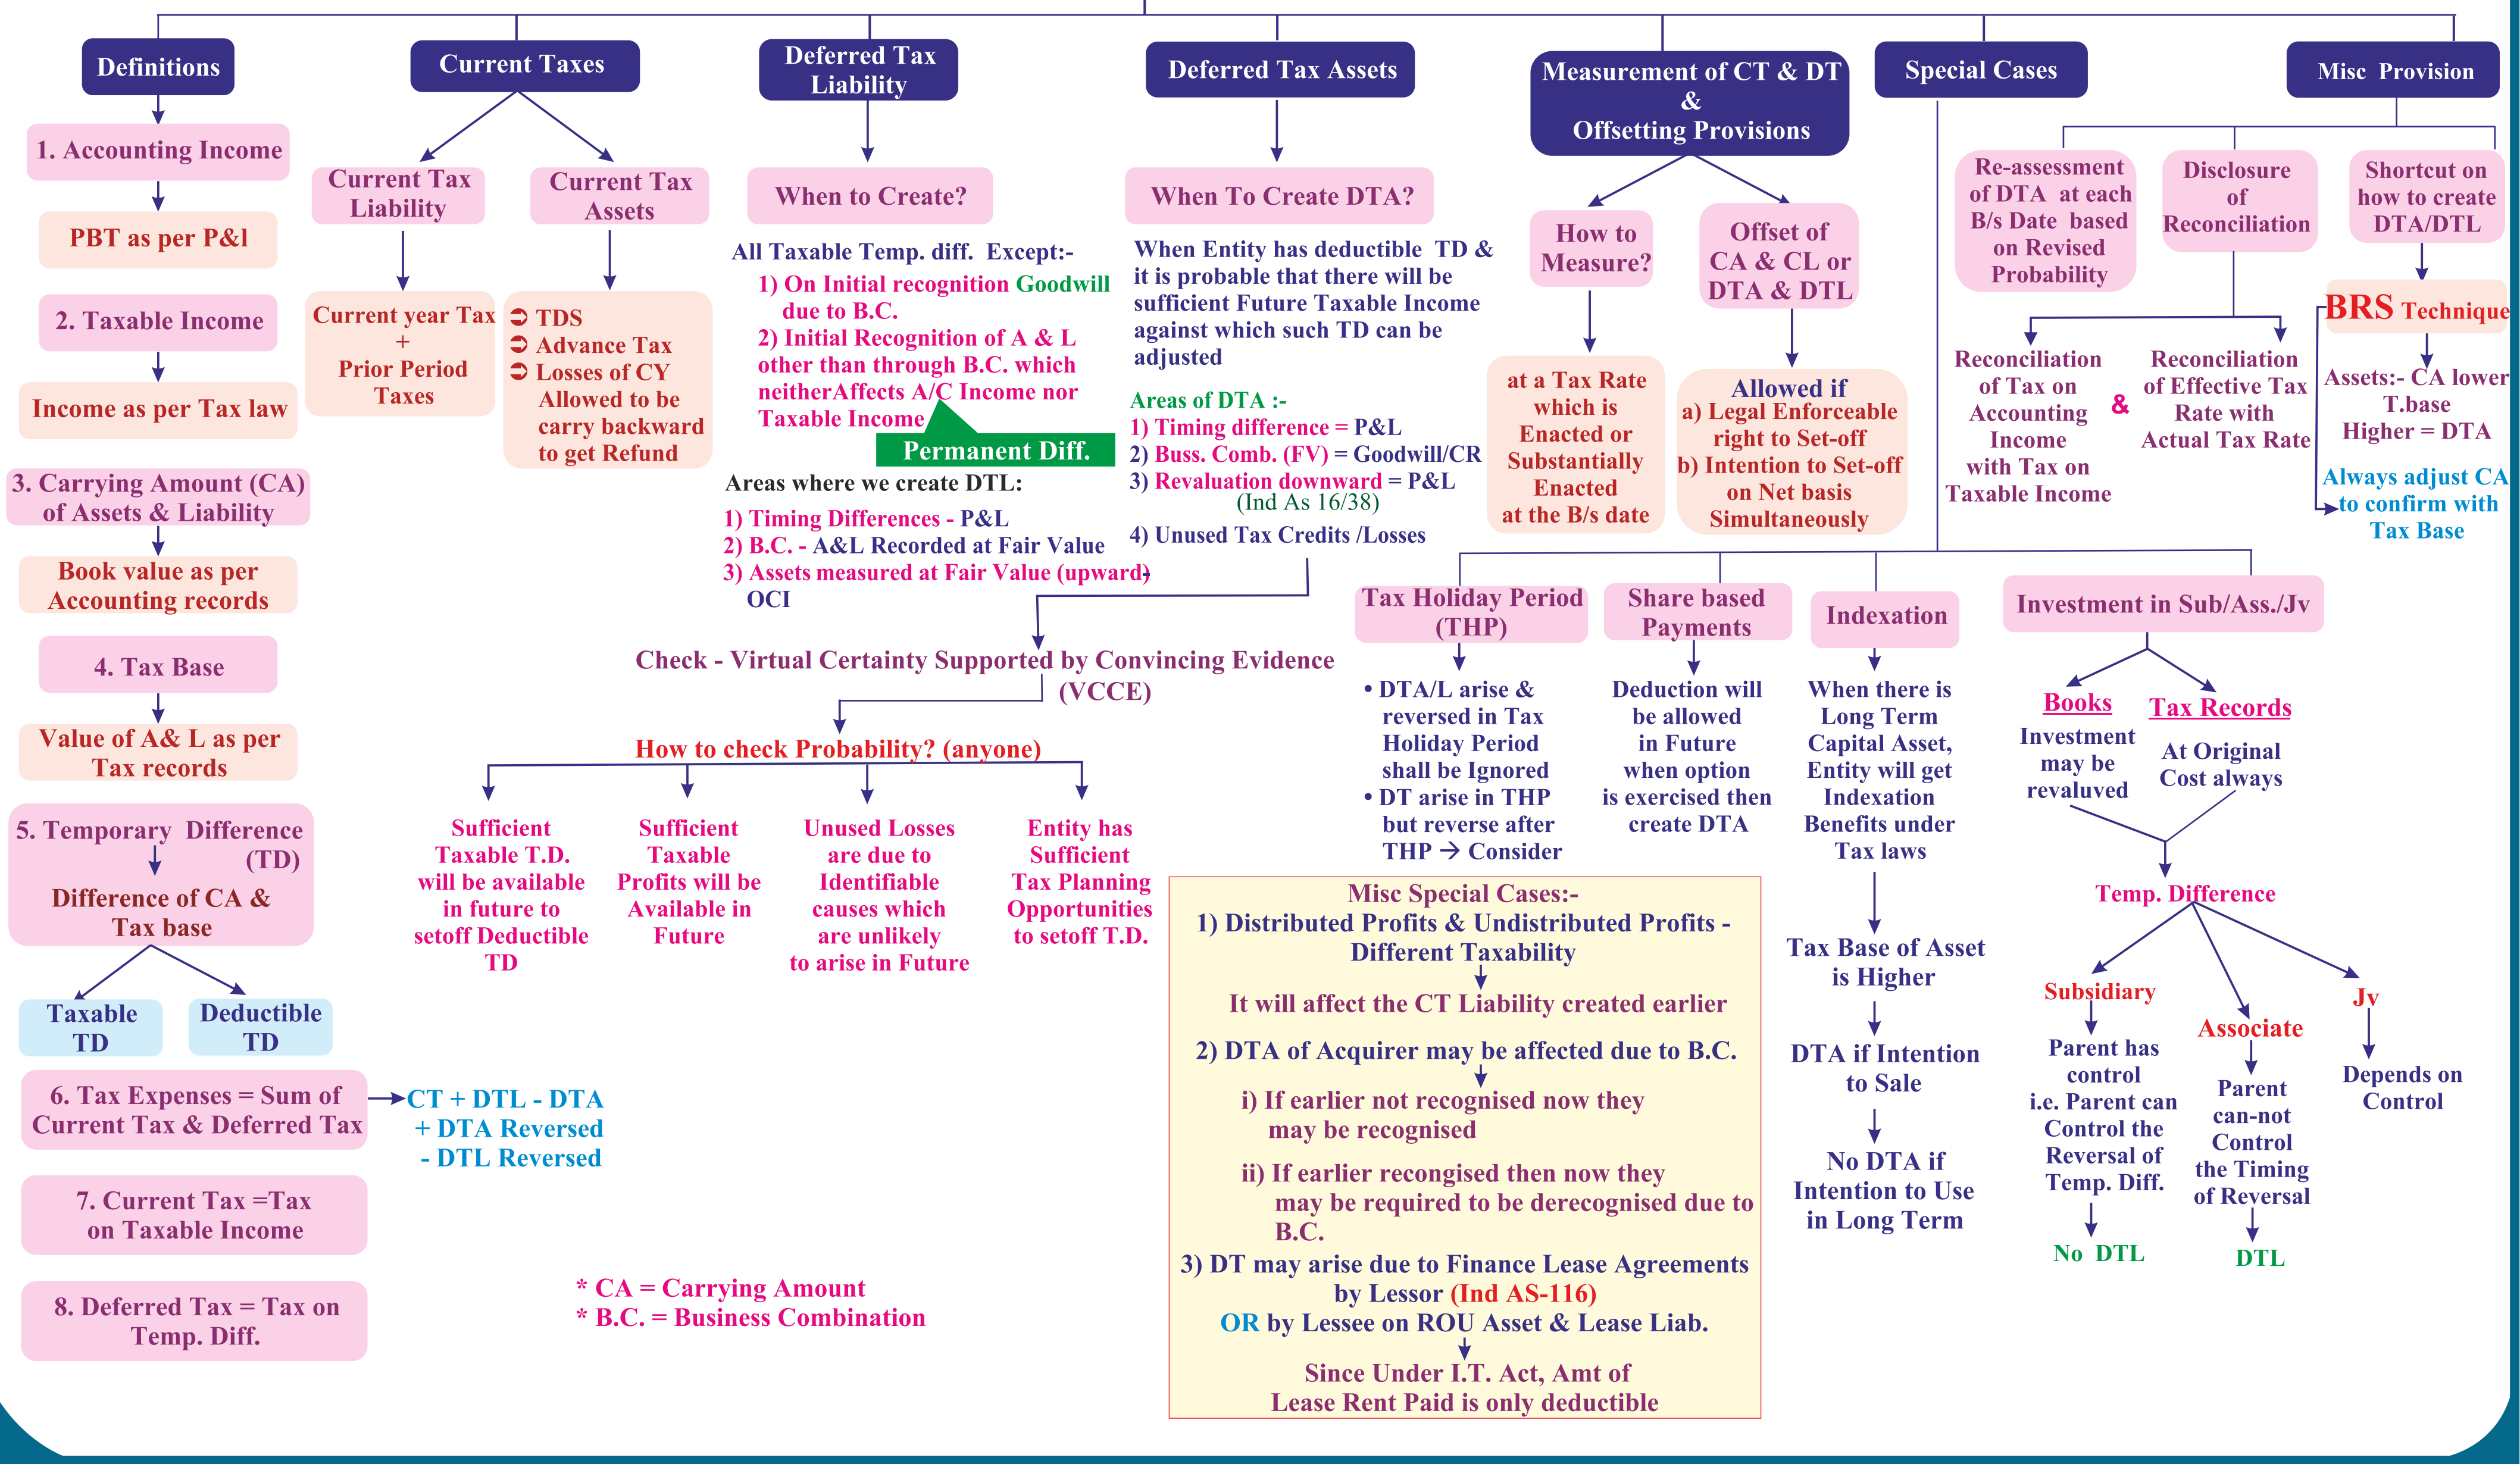 Definitions
1. Accounting Income
PBT as per P&l
2. Taxable Income
Income as per Tax law
3. Carrying Amount (CA)
of Assets & Liability
Book value as per
Accounting records
4. Tax Base
Value of A& L as per
Tax records
5. Temporary Difference
(TD)
Difference of CA &
Tax base
Taxable
TD
Deductible
TD
6. Tax Expenses = Sum of
Current Tax & Deferred Tax
CT + DTL - DTA
+ DTA Reversed
- DTL Reversed
7. Current Tax =Tax
on Taxable Income
8. Deferred Tax = Tax on
Temp. Diff.
* CA = Carrying Amount
* B.C. = Business Combination
Current Taxes
Current Tax
Liability
Current year Tax
+
Prior Period
Taxes
Current Tax
Assets
➲ TDS
➲ Advance Tax
➲ Losses of CY
Allowed to be
carry backward
to get Refund
Deferred Tax
Liability
When to Create?
All Taxable Temp. diff. Except:-
1) On Initial recognition Goodwill
due to B.C.
2) Initial Recognition of A & L
other than through B.C. which
neitherAffects A/C Income nor
Taxable Income
Permanent Diff.
Areas where we create DTL:
1) Timing Differences - P&L
2) B.C. - A&L Recorded at Fair Value
3) Assets measured at Fair Value (upward)-
OCI
Deferred Tax Assets
When To Create DTA?
When Entity has deductible TD &
it is probable that there will be
sufficient Future Taxable Income
against which such TD can be
adjusted
Areas of DTA :-
1) Timing difference = P&L
2) Buss. Comb. (FV) = Goodwill/CR
3) Revaluation downward = P&L
(Ind As 16/38)
4) Unused Tax Credits /Losses
Check - Virtual Certainty Supported by Convincing Evidence
(VCCE)
How to check Probability? (anyone)
Sufficient
Taxable T.D.
will be available
in future to
setoff Deductible
TD
Sufficient
Taxable
Profits will be
Available in
Future
Unused Losses
are due to
Identifiable
causes which
are unlikely
to arise in Future
Entity has
Sufficient
Tax Planning
Opportunities
to setoff T.D.
Measurement of CT & DT
&
Offsetting Provisions
How to
Measure?
at a Tax Rate
which is
Enacted or
Substantially
Enacted
at the B/s date
Offset of
CA & CL or
DTA & DTL
Allowed if
a) Legal Enforceable
right to Set-off
b) Intention to Set-off
on Net basis
Simultaneously
Special Cases
Tax Holiday Period
(THP)
• DTA/L arise &
reversed in Tax
Holiday Period
shall be Ignored
• DT arise in THP
but reverse after
THP → Consider
Share based
Payments
Deduction will
be allowed
in Future
when option
is exercised then
create DTA
Indexation
When there is
Long Term
Capital Asset,
Entity will get
Indexation
Benefits under
Tax laws
Tax Base of Asset
is Higher
DTA if Intention
to Sale
No DTA if
Intention to Use
in Long Term
Investment in Sub/Ass./Jv
Books
Investment
may be
revaluved
Tax Records
At Original
Cost always
Temp. Difference
Subsidiary
Parent has
control
i.e. Parent can
Control the
Reversal of
Temp. Diff.
No DTL
Associate
Parent
can-not
Control
the Timing
of Reversal
DTL
Jv
Depends on
Control
Misc Special Cases:-
1) Distributed Profits & Undistributed Profits -
Different Taxability
It will affect the CT Liability created earlier
2) DTA of Acquirer may be affected due to B.C.
i) If earlier not recognised now they
may be recognised
ii) If earlier recongised then now they
may be required to be derecognised due to
B.C.
3) DT may arise due to Finance Lease Agreements
by Lessor (Ind AS-116)
OR by Lessee on ROU Asset & Lease Liab.
Since Under I.T. Act, Amt of
Lease Rent Paid is only deductible
Misc Provision
Re-assessment
of DTA at each
B/s Date based
on Revised
Probability
Disclosure
of
Reconciliation
Reconciliation
of Tax on
Accounting
Income
with Tax on
Taxable Income
&
Reconciliation
of Effective Tax
Rate with
Actual Tax Rate
Shortcut on
how to create
DTA/DTL
BRS Technique
Assets:- CA lower
T.base
Higher = DTA
Always adjust CA
to confirm with
Tax Base